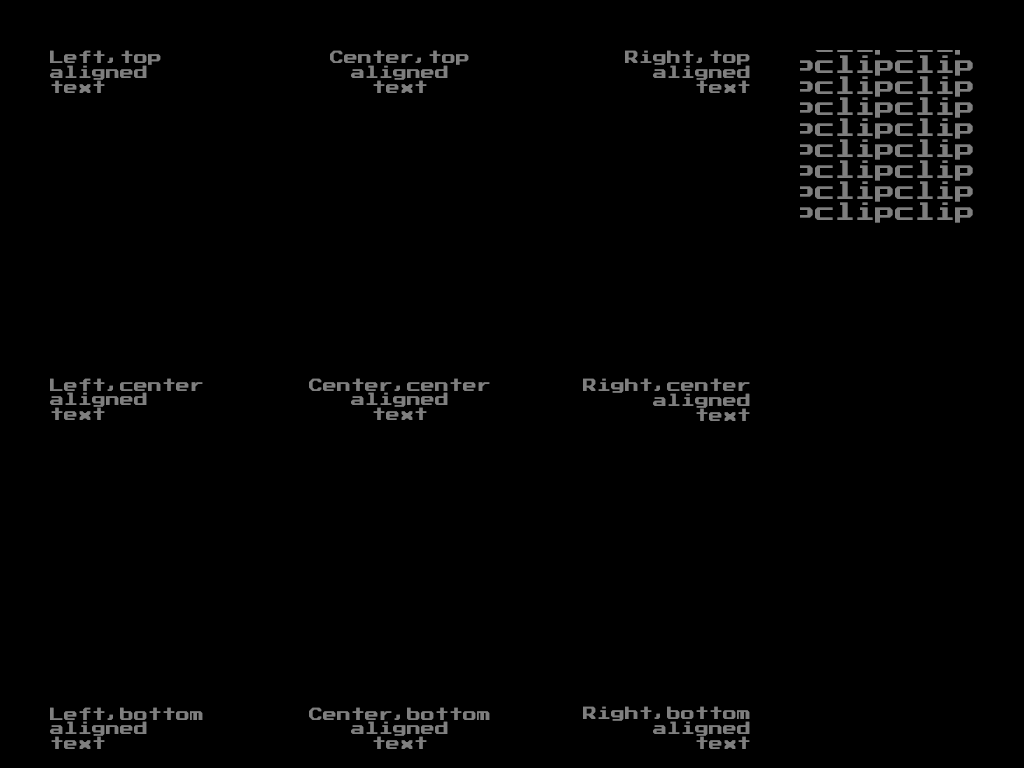 Left,top
aligned
text
Center,top
aligned
text
Right,top
aligned
text
pclipclip
pclipclip
pclipclip
pclipclip
pclipclip
pclipclip
pclipclip
pclipclip
Left,center
aligned
text
Center,center
aligned
text
Right,center
aligned
text
Left,bottom
aligned
text
Center,bottom
aligned
text
Right,bottom
aligned
text